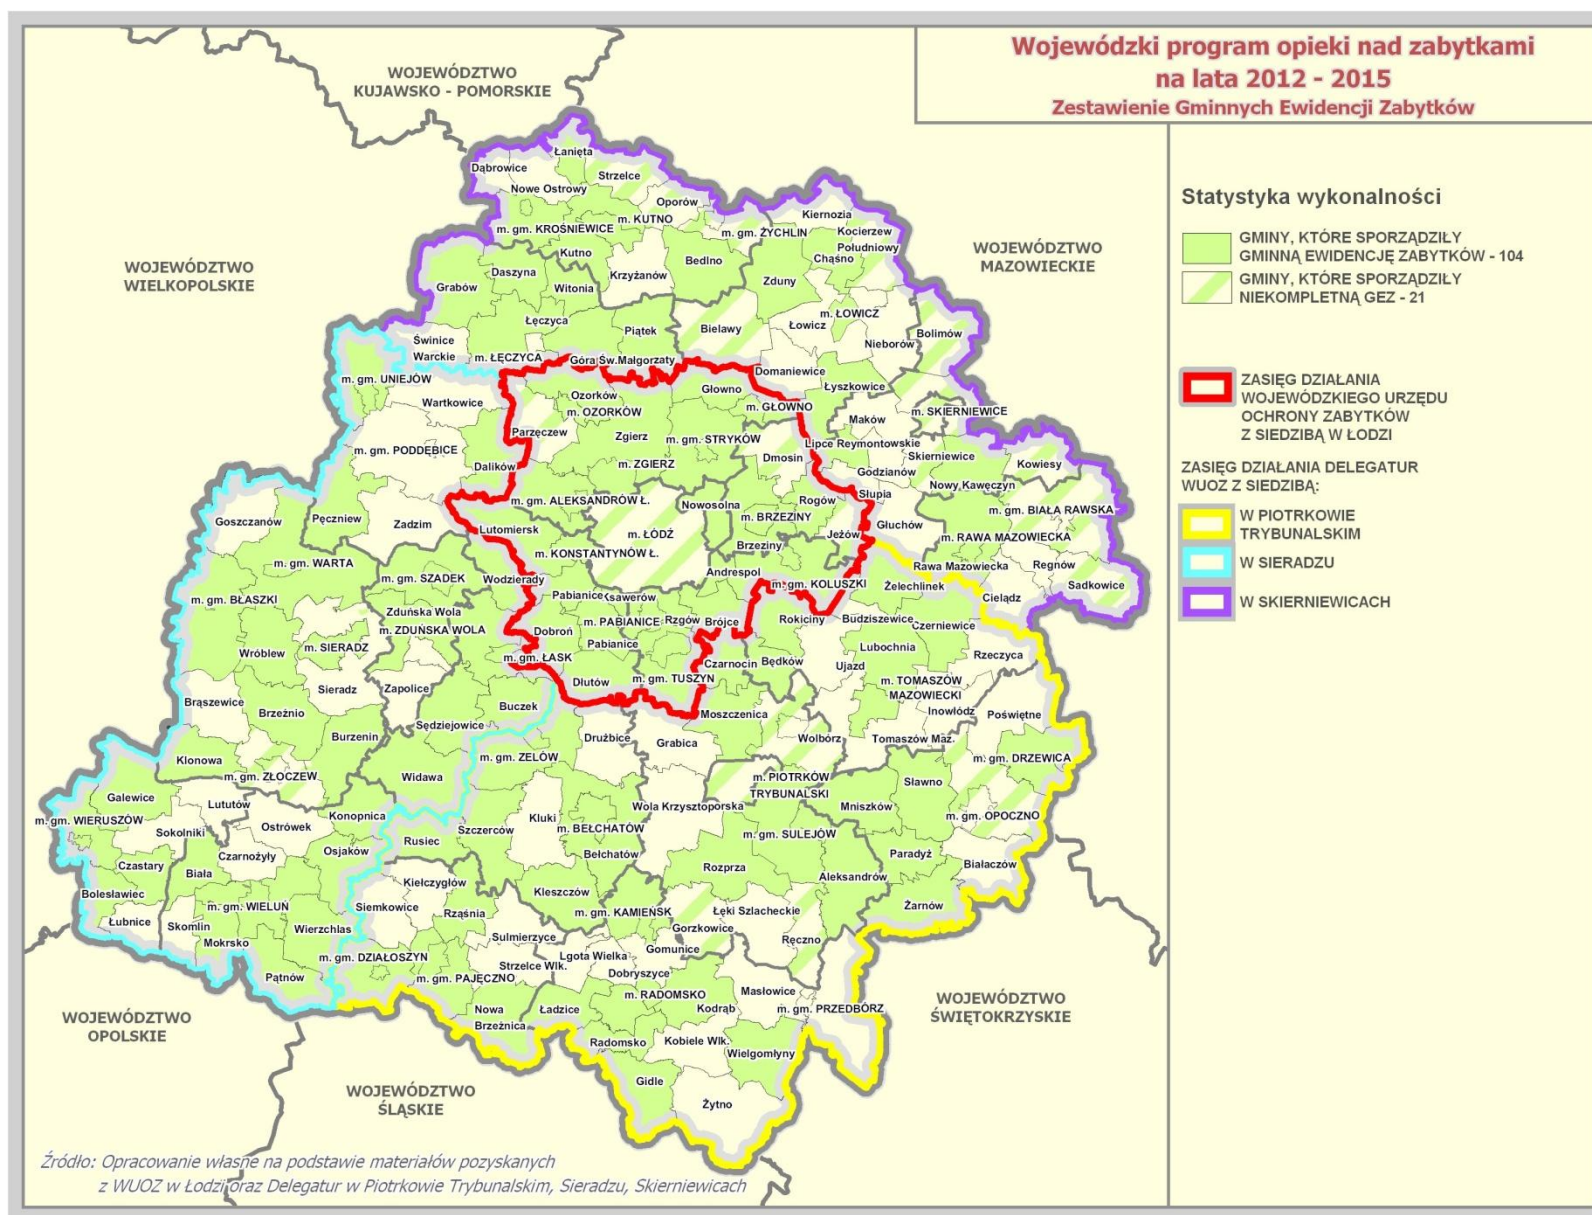 Wojewódzki program opieki nad zabytkami
na lata 2012 - 2015
Zestawienie Gminnych Ewidencji Zabytków
WOJEWÓDZTWO
KUJAWSKO - POMORSKIE
WOJEWÓDZTWO
WIELKOPOLSKIE
WOJEWÓDZTWO
MAZOWIECKIE
Łanięta
Dąbrowice
Strzelce
Nowe Ostrowy
Oporów
m. KUTNO
m. gm. KROŚNIEWICE
m. gm. ŻYCHLIN
Kiernozia
Kocierzew
Południowy
Chąśno
Kutno
Bedlno
Daszyna
Krzyżanów
Zduny
Grabów
Witonia
Łęczyca
Piątek
Bielawy
m. ŁOWICZ
Łowicz
Nieborów
Bolimów
Świnice
Warckie
m. ŁĘCZYCA
Góra Św.Małgorzaty
Domaniewice
m. gm. UNIEJÓW
Wartkowice
Ozorków
Głowno
m. GŁOWNO
Łyszkowice
m. OZORKÓW
Maków
m. SKIERNIEWICE
Parzęczew
Zgierz
m. gm. STRYKÓW
Lipce Reymontowskie
m. gm. PODDĘBICE
Dalików
m. ZGIERZ
Dmosin
Skierniewice
Godzianów
Kowiesy
Nowy Kawęczyn
m. gm. ALEKSANDRÓW Ł.
Nowosolna
Rogów
Słupia
m. gm. BIAŁA RAWSKA
Goszczanów
Pęczniew
Zadzim
Lutomiersk
m. ŁÓDŹ
m. BRZEZINY
Głuchów
Jeżów
m. RAWA MAZOWIECKA
m. KONSTANTYNÓW Ł.
Brzeziny
m. gm. WARTA
m. gm. SZADEK
Wodzierady
Andrespol
m. gm. KOLUSZKI
Rawa Mazowiecka
Regnów
Sadkowice
m. gm. BŁASZKI
Żelechlinek
Cielądz
Zduńska Wola
Pabianice
Ksawerów
m. ZDUŃSKA WOLA
m. PABIANICE
Rzgów
Brójce
Rokiciny
Budziszewice
Czerniewice
Wróblew
m. SIERADZ
Dobroń
Pabianice
Lubochnia
Rzeczyca
m. gm. ŁASK
Czarnocin
Będków
Ujazd
Brąszewice
Sieradz
Zapolice
Dłutów
m. gm. TUSZYN
m. TOMASZÓW
MAZOWIECKI
Brzeźnio
Sędziejowice
Buczek
Moszczenica
Inowłódz
Poświętne
Burzenin
Drużbice
Grabica
Wolbórz
Tomaszów Maz.
Klonowa
m. gm. ZELÓW
m. gm. DRZEWICA
m. gm. ZŁOCZEW
Widawa
m. PIOTRKÓW
TRYBUNALSKI
Sławno
Galewice
Lututów
Konopnica
Wola Krzysztoporska
Mniszków
m. gm. OPOCZNO
m. gm. WIERUSZÓW
Sokolniki
Ostrówek
Szczerców
Kluki
m. BEŁCHATÓW
m. gm. SULEJÓW
Rusiec
Osjaków
Czarnożyły
Czastary
Biała
Bełchatów
Rozprza
Paradyż
Białaczów
Aleksandrów
Bolesławiec
Kiełczygłów
Kleszczów
Siemkowice
Rząśnia
m. gm. WIELUŃ
m. gm. KAMIEŃSK
Łęki Szlacheckie
Żarnów
Łubnice
Skomlin
Wierzchlas
Gorzkowice
Mokrsko
Sulmierzyce
Ręczno
m. gm. DZIAŁOSZYN
Lgota Wielka
Gomunice
Strzelce Wlk.
Dobryszyce
Pątnów
m. gm. PAJĘCZNO
m. RADOMSKO
Masłowice
Nowa
Brzeźnica
Ładzice
Kodrąb
m. gm. PRZEDBÓRZ
Radomsko
Kobiele Wlk.
Wielgomłyny
Gidle
Żytno
WOJEWÓDZTWO
OPOLSKIE
WOJEWÓDZTWO
ŚLĄSKIE
WOJEWÓDZTWO
ŚWIĘTOKRZYSKIE
Źródło: Opracowanie własne na podstawie materiałów pozyskanych
z WUOZ w Łodzi oraz Delegatur w Piotrkowie Trybunalskim, Sieradzu, Skierniewicach
Statystyka wykonalności
GMINY, KTÓRE SPORZĄDZIŁY
GMINNĄ EWIDENCJĘ ZABYTKÓW - 104
GMINY, KTÓRE SPORZĄDZIŁY
NIEKOMPLETNĄ GEZ - 21
ZASIĘG DZIAŁANIA
WOJEWÓDZKIEGO URZĘDU
OCHRONY ZABYTKÓW
Z SIEDZIBĄ W ŁODZI
ZASIĘG DZIAŁANIA DELEGATUR
WUOZ Z SIEDZIBĄ:
W PIOTRKOWIE
TRYBUNALSKIM
W SIERADZU
W SKIERNIEWICACH